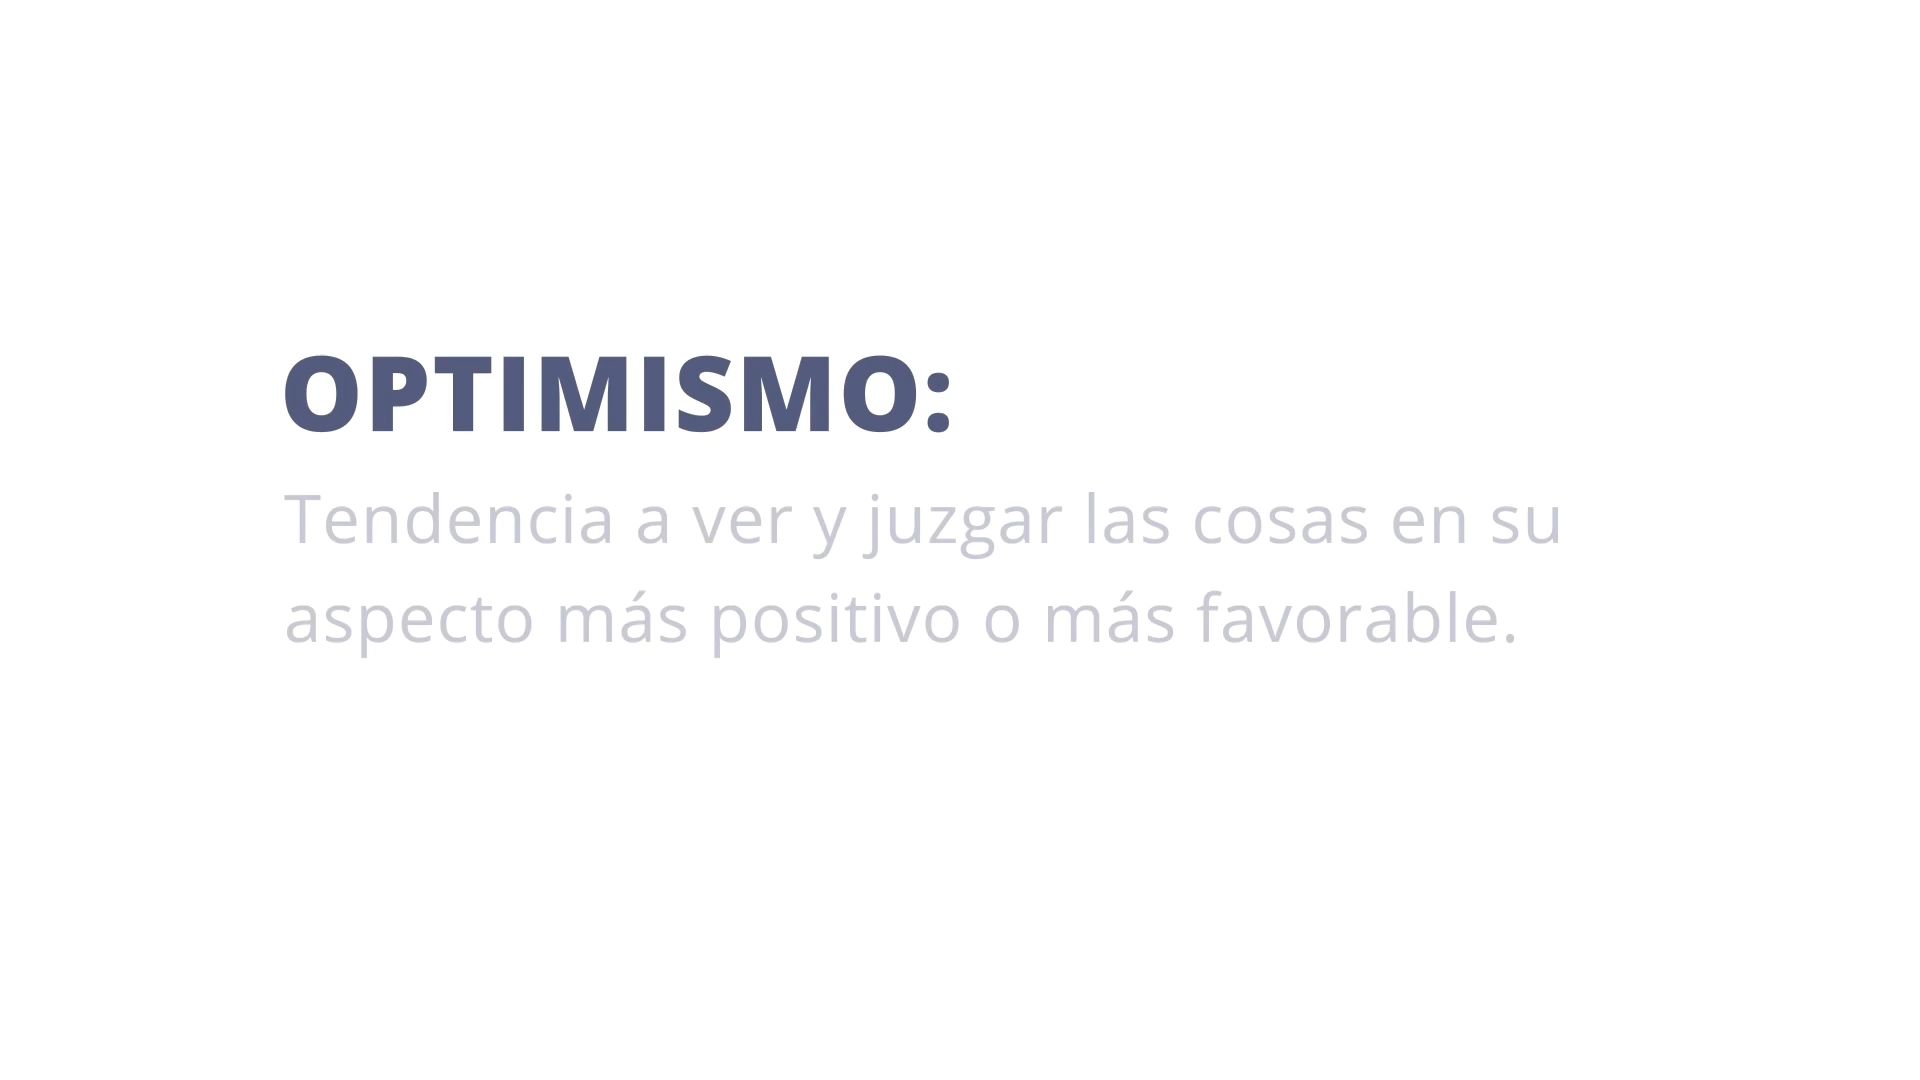 OPTIMISMO:
Tendencia a ver y juzgar las cosas en su
aspecto más positivo o más favorable.